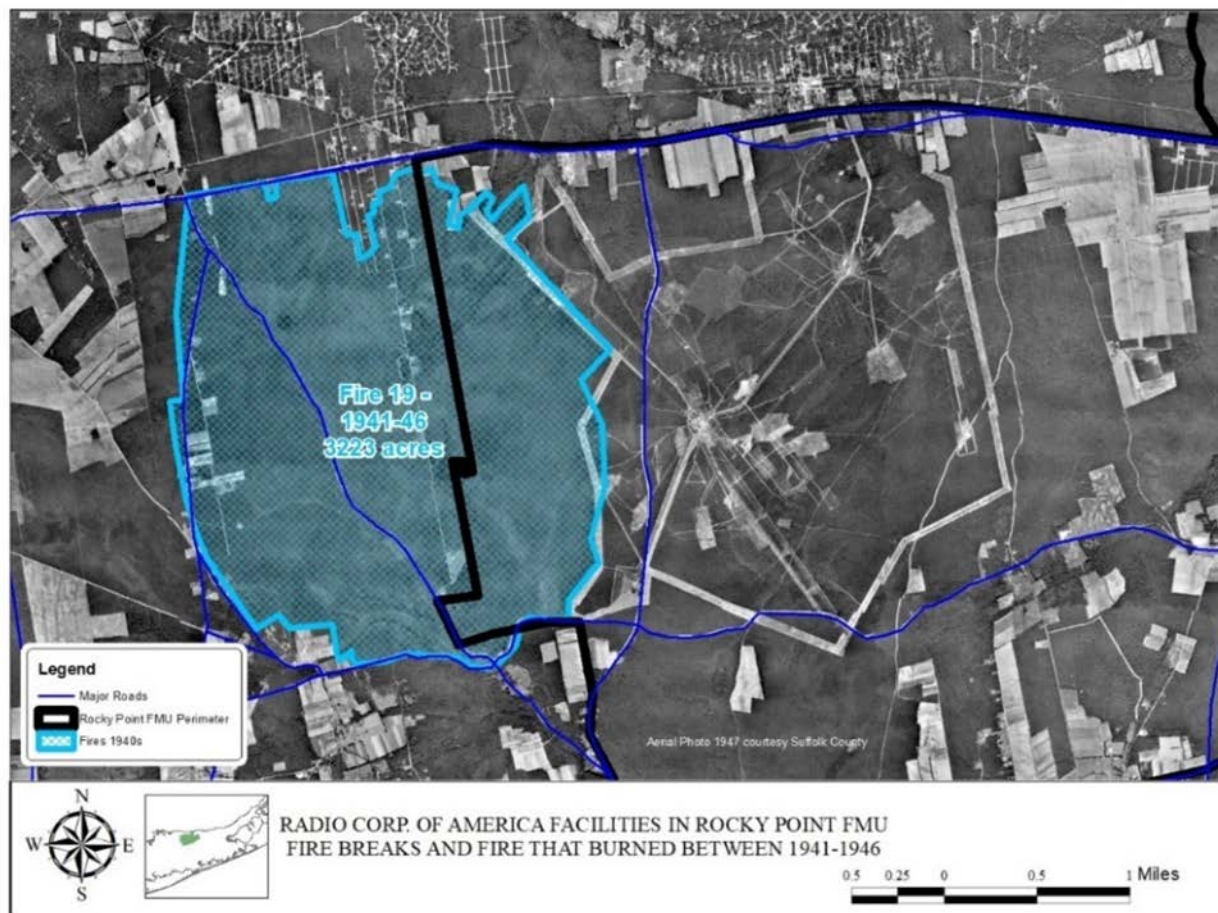 Fire 19 -
1941-46
3223 acres
Legend
Major Roads
Rocky Point FMU Perimeter
Fires 1940s
Aerial Photo 1947 courtesy Suffolk County
N
W E
S
RADIO CORP. OF AMERICA FACILITIES IN ROCKY POINT FMU
FIRE BREAKS AND FIRE THAT BURNED BETWEEN 1941-1946
0.5 0.25 0 0.5 1 Miles